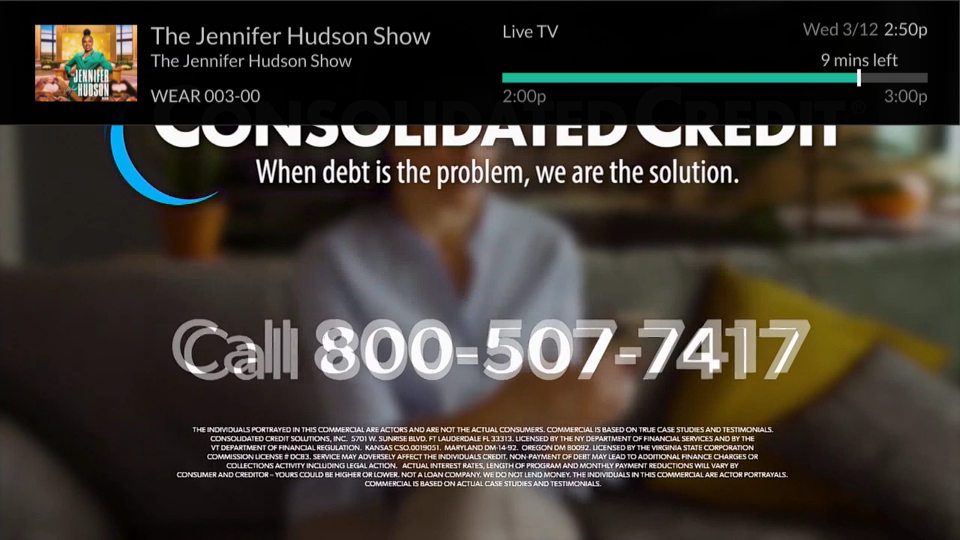 The Jennifer Hudson Show
The Jennifer Hudson Show
WEAR 003-00
JENNIFER
HUDSON
Live TV
Wed 3/12 2:50p
9 mins left
2:00p
3:00p
CONSOLIDATED CREDIT®
When debt is the problem, we are the solution.
Call 800-507-7417
THE INDIVIDUALS PORTRAYED IN THIS COMMERCIAL ARE ACTORS AND ARE NOT THE ACTUAL CONSUMERS. COMMERCIAL IS BASED ON TRUE CASE STUDIES AND TESTIMONIALS.
CONSOLIDATED CREDIT SOLUTIONS, INC. 5701 W. SUNRISE BLVD. FT LAUDERDALE FL 33313. LICENSED BY THE NY DEPARTMENT OF FINANCIAL SERVICES AND BY THE
VT DEPARTMENT OF FINANCIAL REGULATION. KANSAS CSO.0019051. MARYLAND DM-14-92. OREGON DM 80092. LICENSED BY THE VIRGINIA STATE CORPORATION
COMMISSION LICENSE # DC83. SERVICE MAY ADVERSELY AFFECT THE INDIVIDUALS CREDIT. NON-PAYMENT OF DEBT MAY LEAD TO ADDITIONAL FINANCE CHARGES OR
COLLECTIONS ACTIVITY INCLUDING LEGAL ACTION. ACTUAL INTEREST RATES, LENGTH OF PROGRAM AND MONTHLY PAYMENT REDUCTIONS WILL VARY BY
CONSUMER AND CREDITOR – YOURS COULD BE HIGHER OR LOWER. NOT A LOAN COMPANY. WE DO NOT LEND MONEY. THE INDIVIDUALS IN THIS COMMERCIAL ARE ACTOR PORTRAYALS.
COMMERCIAL IS BASED ON ACTUAL CASE STUDIES AND TESTIMONIALS.